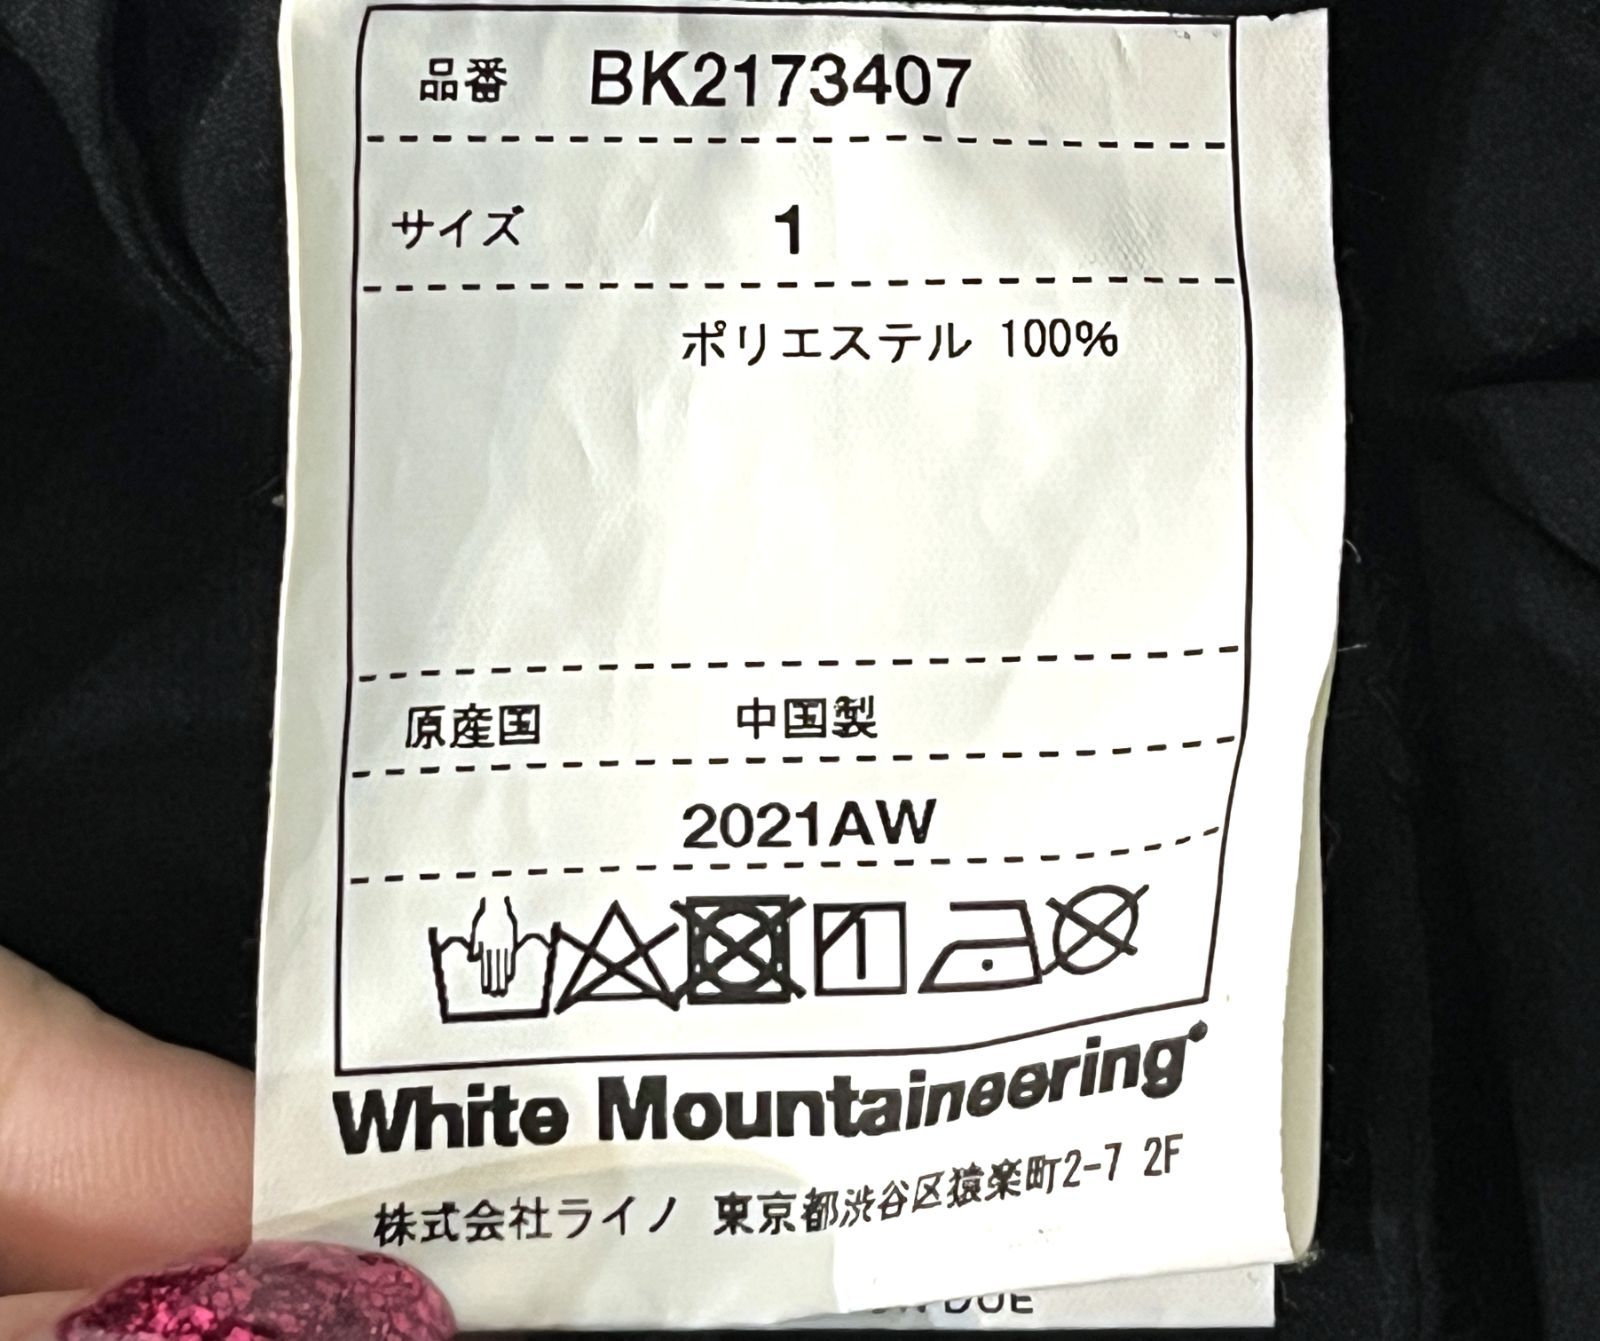 品番 BK2173407
サイズ 1
ポリエステル 100%
原産国 中国製
2021AW
White Mountaineering
株式会社ライノ 東京都渋谷区猿楽町2-7 2F
DUE